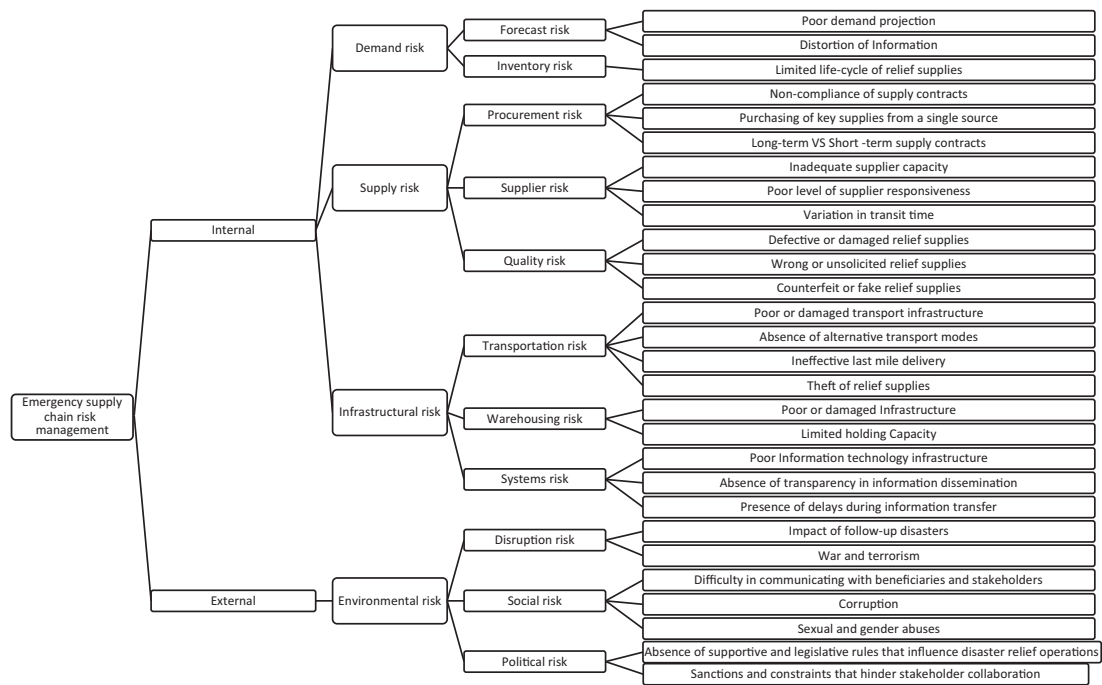 Emergency supply
chain risk
management
Internal
External
Demand risk
Supply risk
Infrastructural risk
Environmental risk
Forecast risk
Inventory risk
Procurement risk
Supplier risk
Quality risk
Transportation risk
Warehousing risk
Systems risk
Disruption risk
Social risk
Political risk
Poor demand projection
Distortion of Information
Limited life-cycle of relief supplies
Non-compliance of supply contracts
Purchasing of key supplies from a single source
Long-term VS Short -term supply contracts
Inadequate supplier capacity
Poor level of supplier responsiveness
Variation in transit time
Defective or damaged relief supplies
Wrong or unsolicited relief supplies
Counterfeit or fake relief supplies
Poor or damaged transport infrastructure
Absence of alternative transport modes
Ineffective last mile delivery
Theft of relief supplies
Poor or damaged Infrastructure
Limited holding Capacity
Poor Information technology infrastructure
Absence of transparency in information dissemination
Presence of delays during information transfer
Impact of follow-up disasters
War and terrorism
Difficulty in communicating with beneficiaries and stakeholders
Corruption
Sexual and gender abuses
Absence of supportive and legislative rules that influence disaster relief operations
Sanctions and constraints that hinder stakeholder collaboration